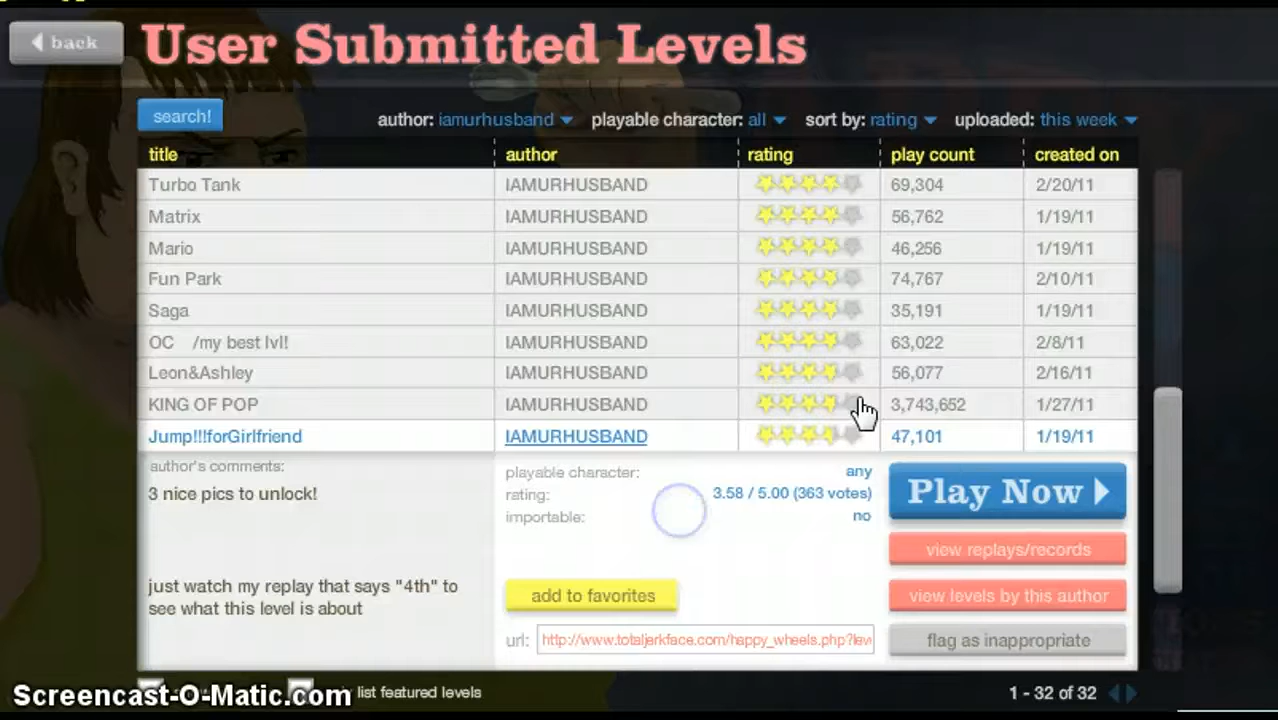 back
User Submitted Levels
search!
author: iamurhusband playable character: all sort by: rating uploaded: this week
title author rating play count created on
Turbo Tank IAMURHUSBAND 69,304 2/20/11
Matrix IAMURHUSBAND 56,762 1/19/11
Mario IAMURHUSBAND 46,256 1/19/11
Fun Park IAMURHUSBAND 74,767 2/10/11
Saga IAMURHUSBAND 35,191 1/19/11
OC /my best lvl! IAMURHUSBAND 63,022 2/8/11
Leon&Ashley IAMURHUSBAND 56,077 2/16/11
KING OF POP IAMURHUSBAND 3,743,652 1/27/11
Jump!!!forGirlfriend IAMURHUSBAND 47,101 1/19/11
author's comments:
3 nice pics to unlock!
just watch my replay that says "4th" to
see what this level is about
playable character: any
rating: 3.58 / 5.00 (363 votes)
importable: no
add to favorites
url: http://www.totaljerkface.com/happy_wheels.php?lev
Play Now
view replays/records
view levels by this author
flag as inappropriate
list featured levels
1 - 32 of 32
Screencast-O-Matic.com